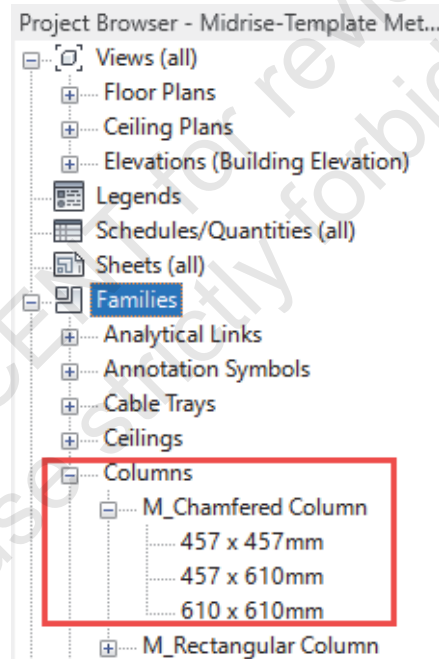 Project Browser - Midrise-Template Met...
Views (all)
Floor Plans
Ceiling Plans
Elevations (Building Elevation)
Legends
Schedules/Quantities (all)
Sheets (all)
Families
Analytical Links
Annotation Symbols
Cable Trays
Ceilings
Columns
M_Chamfered Column
457 x 457mm
457 x 610mm
610 x 610mm
M_Rectangular Column